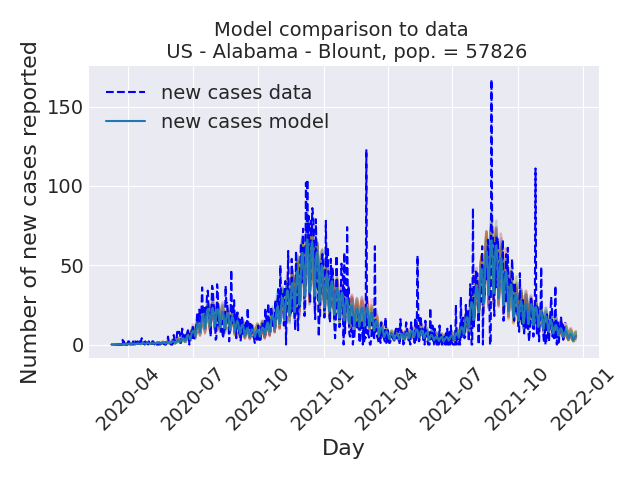 Model comparison to data
US - Alabama - Blount, pop. = 57826
Number of new cases reported
150
100
50
0
new cases data
new cases model
2020-04
2020-07
2020-10
2021-01
2021-04
2021-07
2021-10
2022-01
Day